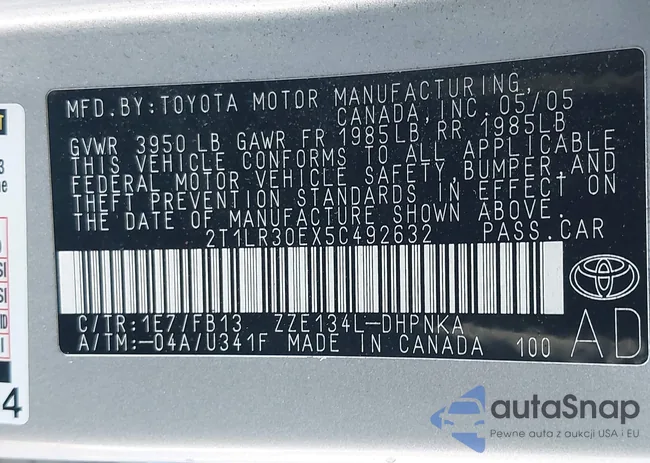 MFD.BY:TOYOTA MOTOR MANUFACTURING,
CANADA,INC. 05/05
GVWR 3950 LB GAWR FR 1985LB, RR 1985LB
THIS VEHICLE CONFORMS TO ALL APPLICABLE
FEDERAL MOTOR VEHICLE SAFETY, BUMPER,AND
THEFT PREVENTION STANDARDS IN EFFECT ON
THE DATE OF MANUFACTURE SHOWN ABOVE.
2T1LR30EX5C492632 PASS.CAR
C/TR:1E7/FB13 ZZE134L-DHPNKA
A/TM:-04A/U341F MADE IN CANADA 100
AD
4
autaSnap
Pewne auta z aukcji USA i EU